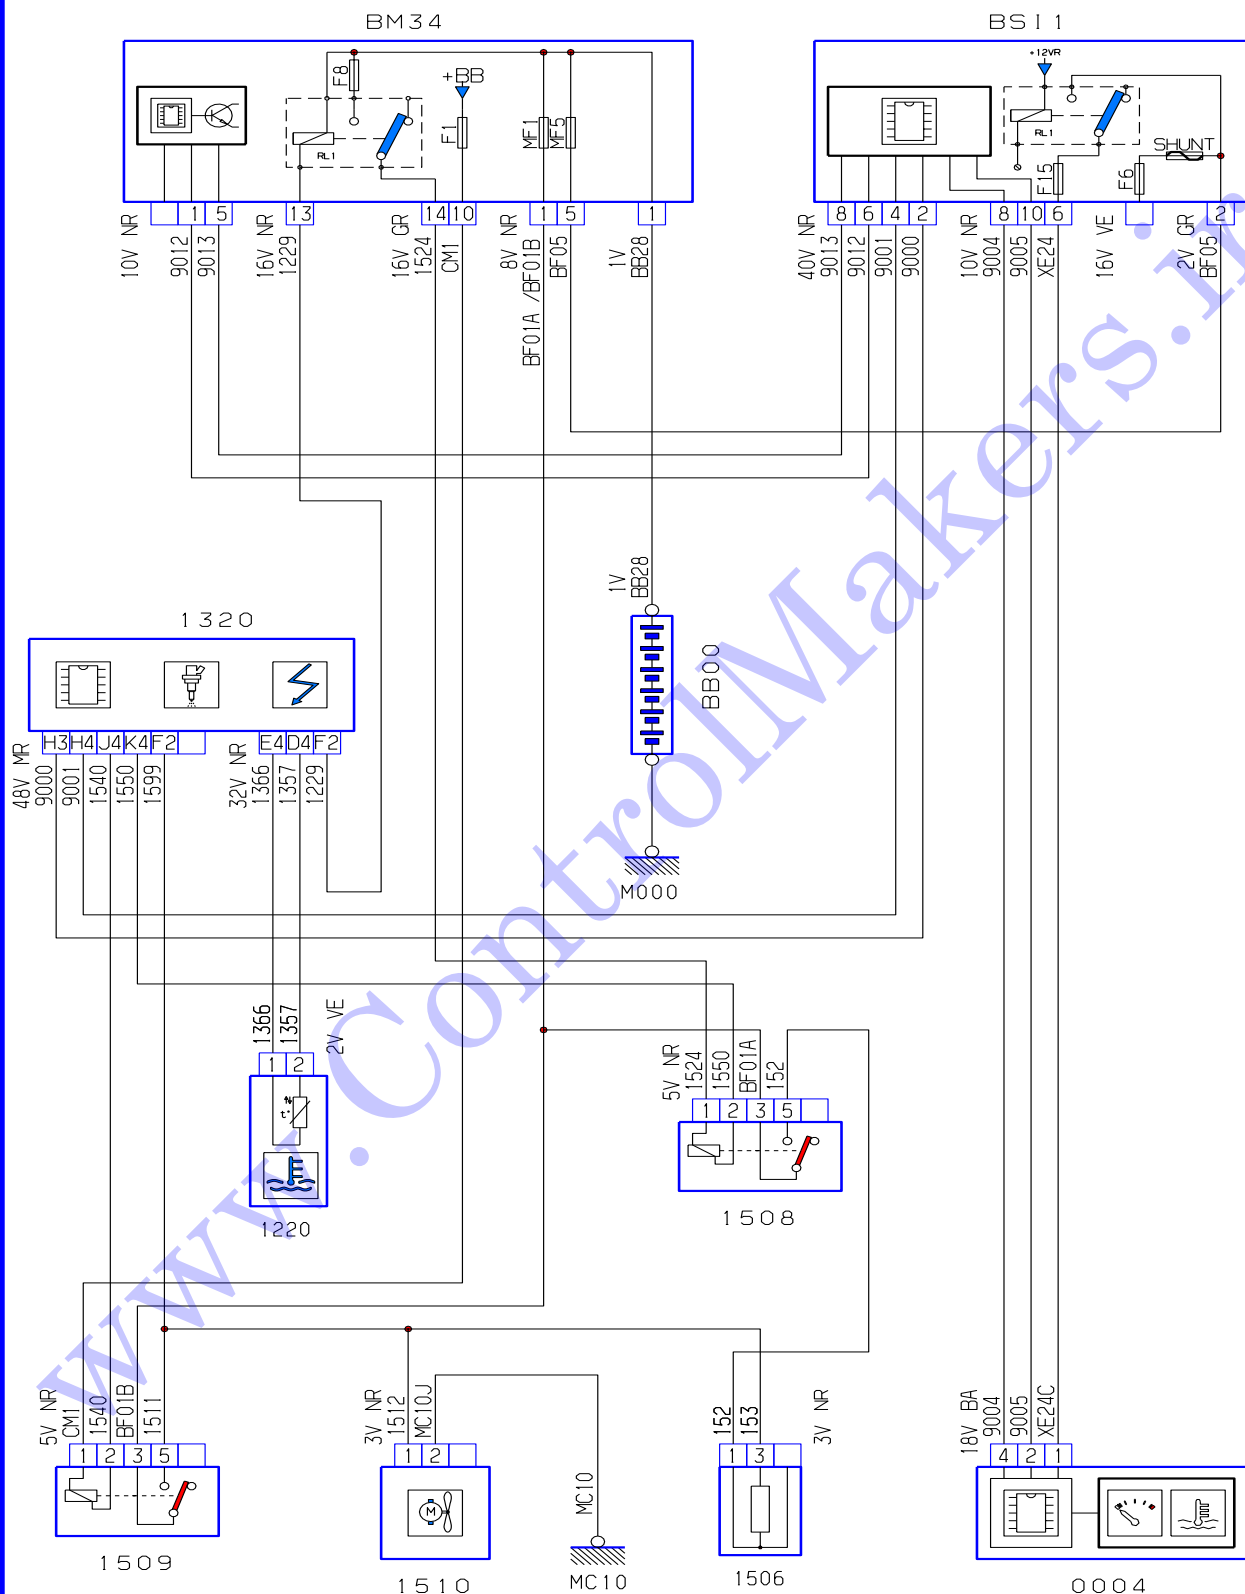 BM34
BSI1
+12VR
F8
+BB
F1
MF1
MF5
RL1
RL1
SHUNT
F15
F6
1
5
13
14
10
1
5
1
8
6
4
2
8
10
6
2
10V NR
9012
9013
16V NR
1229
16V GR
1524
CM1
8V NR
BF01A /BF01B
BF05
1V
BB28
40V NR
9013
9012
9001
9000
10V NR
9004
9005
XE24
16V VE
2V GR
BF05
1V
BB28
1320
BB00
H3
H4
J4
K4
F2
E4
D4
F2
48V MR
9000
9001
1540
1550
1599
32V NR
1366
1357
1229
M000
1366
1357
2V VE
1
2
t°
1220
5V NR
1524
1550
BF01A
152
1
2
3
5
1508
5V NR
CM1
1540
BF01B
1511
1
2
3
5
1509
3V NR
1512
MC10J
1
2
M
1510
MC10
MC10
152
153
3V NR
1
3
1506
18V BA
9004
9005
XE24C
4
2
1
0004
www.ControlMakers.ir